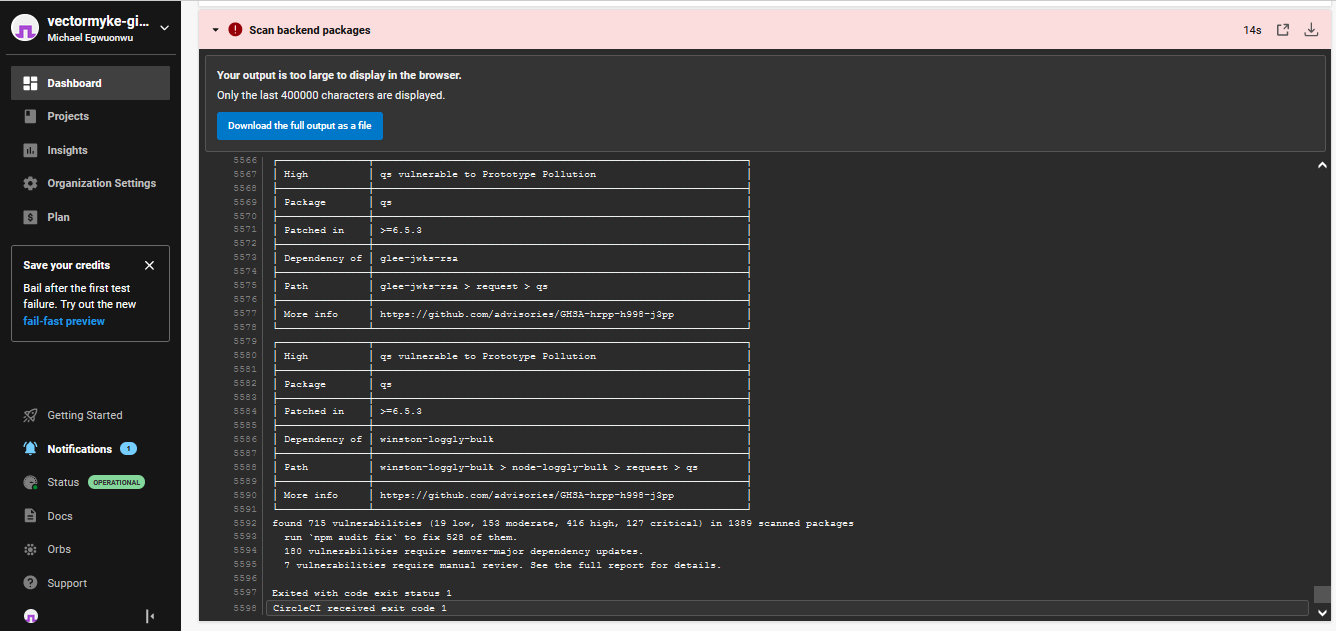 vectormyke-gi...
Michael Egwuonwu
Dashboard
Projects
Insights
Organization Settings
Plan
Save your credits
Bail after the first test
failure. Try out the new
fail-fast preview
Getting Started
Notifications 1
Status OPERATIONAL
Docs
Orbs
Support
Scan backend packages 14s
Your output is too large to display in the browser.
Only the last 400000 characters are displayed.
Download the full output as a file
5566
5567 High qs vulnerable to Prototype Pollution
5568
5569 Package qs
5570
5571 Patched in >=6.5.3
5572
5573 Dependency of glee-jwks-rsa
5574
5575 Path glee-jwks-rsa > request > qs
5576
5577 More info https://github.com/advisories/GHSA-hrpp-h998-j3pp
5578
5579
5580 High qs vulnerable to Prototype Pollution
5581
5582 Package qs
5583
5584 Patched in >=6.5.3
5585
5586 Dependency of winston-loggly-bulk
5587
5588 Path winston-loggly-bulk > node-loggly-bulk > request > qs
5589
5590 More info https://github.com/advisories/GHSA-hrpp-h998-j3pp
5591
5592 found 715 vulnerabilities (19 low, 153 moderate, 416 high, 127 critical) in 1389 scanned packages
5593 run `npm audit fix` to fix 528 of them.
5594 180 vulnerabilities require semver-major dependency updates.
5595 7 vulnerabilities require manual review. See the full report for details.
5596
5597 Exited with code exit status 1
5598 CircleCI received exit code 1